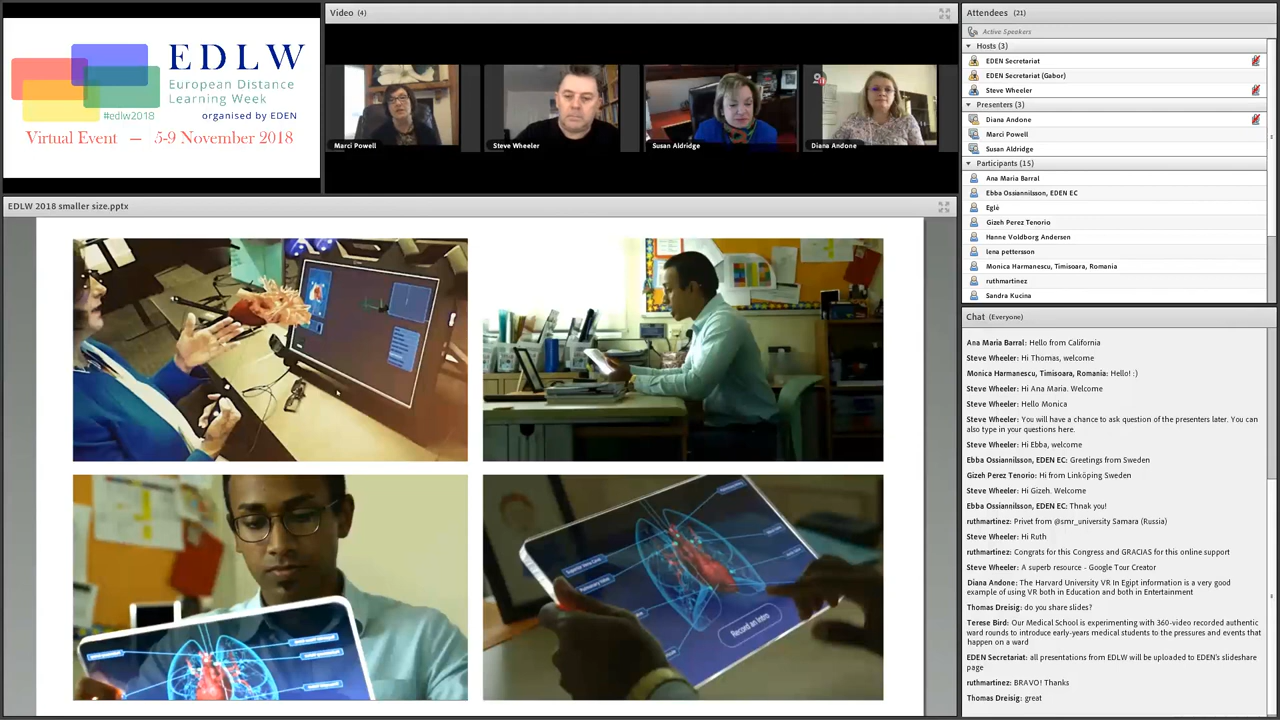 EDLW
European Distance
Learning Week
#edlw2018
organised by EDEN
Virtual Event — 5-9 November 2018
Video (4)
Marci Powell
Steve Wheeler
Susan Aldridge
Diana Andone
EDLW 2018 smaller size.pptx
Record an Intro
Attendees (21)
Active Speakers
Hosts (3)
EDEN Secretariat
EDEN Secretariat (Gabor)
Steve Wheeler
Presenters (3)
Diana Andone
Marci Powell
Susan Aldridge
Participants (15)
Ana Maria Barral
Ebba Ossiannilsson, EDEN EC
Eglė
Gizeh Perez Tenorio
Hanne Voldborg Andersen
lena pettersson
Monica Harmanescu, Timisoara, Romania
ruthmartinez
Sandra Kucina
Chat (Everyone)
Ana Maria Barral: Hello from California
Steve Wheeler: Hi Thomas, welcome
Monica Harmanescu, Timisoara, Romania: Hello! :)
Steve Wheeler: Hi Ana Maria. Welcome
Steve Wheeler: Hello Monica
Steve Wheeler: You will have a chance to ask question of the presenters later. You can
also type in your questions here.
Steve Wheeler: Hi Ebba, welcome
Ebba Ossiannilsson, EDEN EC: Greetings from Sweden
Gizeh Perez Tenorio: Hi from Linköping Sweden
Steve Wheeler: Hi Gizeh. Welcome
Ebba Ossiannilsson, EDEN EC: Thnak you!
ruthmartinez: Privet from @smr_university Samara (Russia)
Steve Wheeler: Hi Ruth
ruthmartinez: Congrats for this Congress and GRACIAS for this online support
Steve Wheeler: A superb resource - Google Tour Creator
Diana Andone: The Harvard University VR In Egipt information is a very good
example of using VR both in Education and both in Entertainment
Thomas Dreisig: do you share slides?
Terese Bird: Our Medical School is experimenting with 360-video recorded authentic
ward rounds to introduce early-years medical students to the pressures and events that
happen on a ward
EDEN Secretariat: all presentations from EDLW will be uploaded to EDEN's slideshare
page
ruthmartinez: BRAVO! Thanks
Thomas Dreisig: great